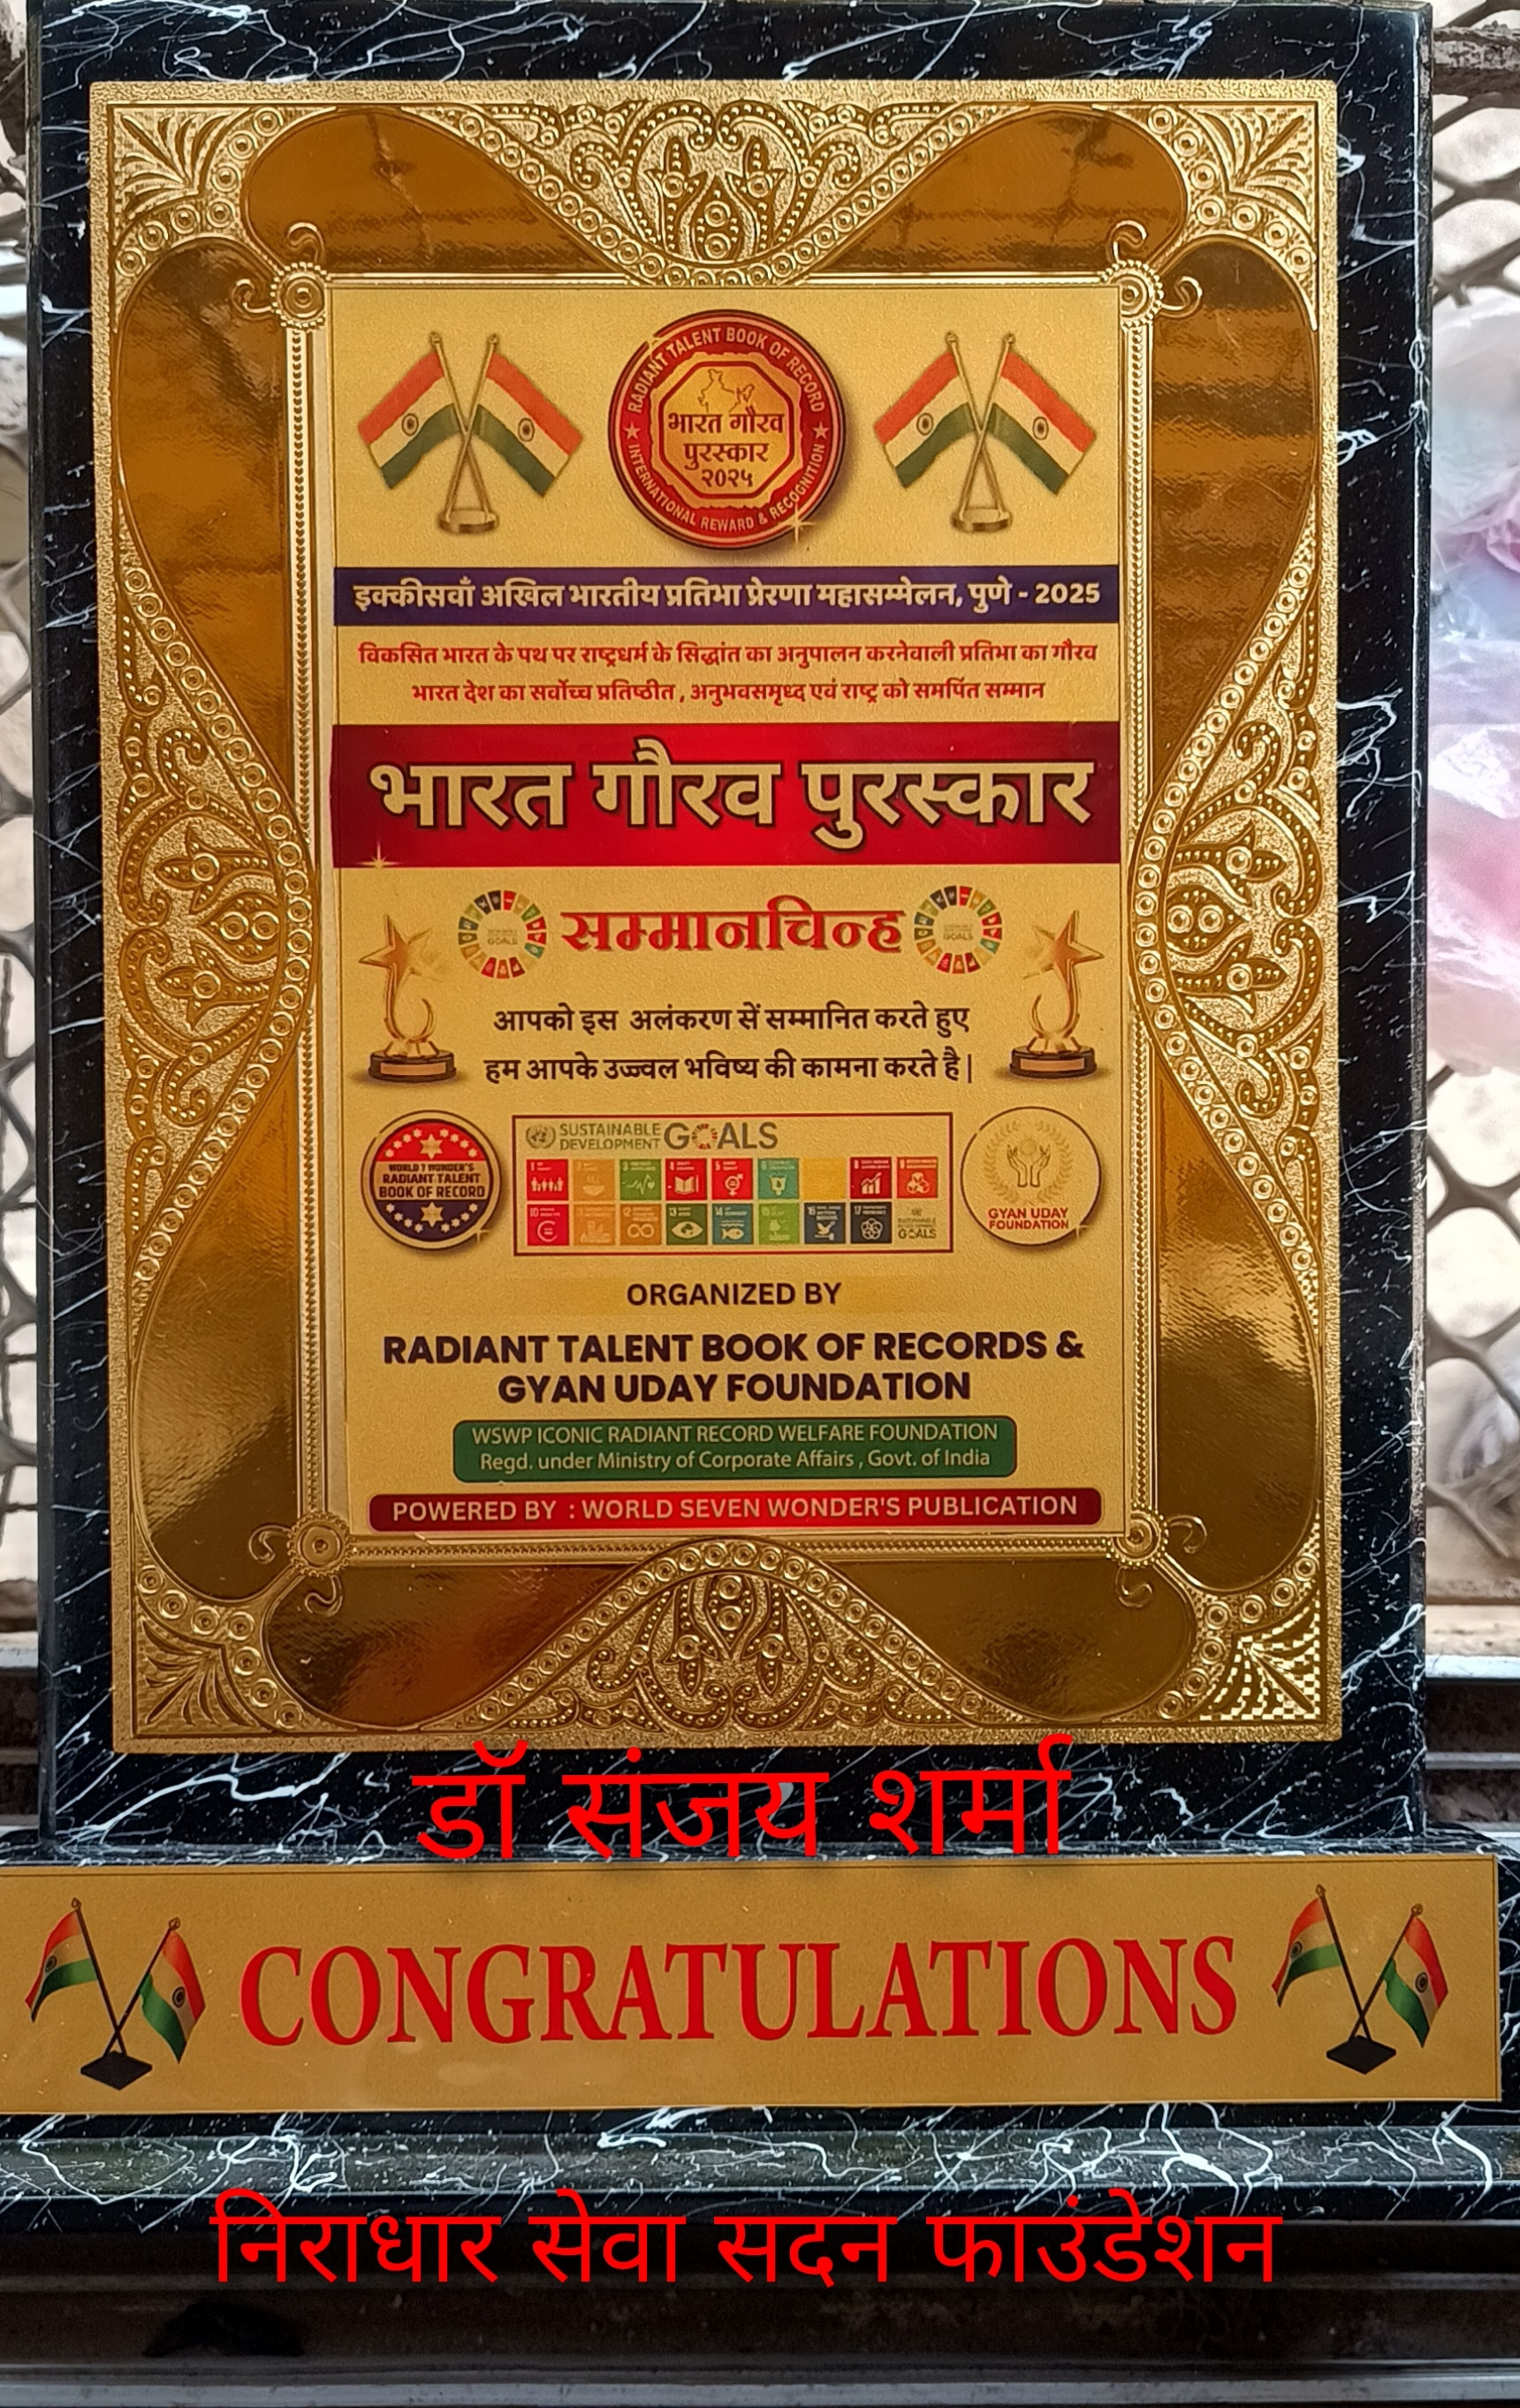 RADIANT TALENT BOOK OF RECORD
भारत गौरव
पुरस्कार
२०२५
INTERNATIONAL REWARD & RECOGNITION
इक्कीसवाँ अखिल भारतीय प्रतिभा प्रेरणा महासम्मेलन, पुणे - 2025
विकसित भारत के पथ पर राष्ट्रधर्म के सिद्धांत का अनुपालन करनेवाली प्रतिभा का गौरव
भारत देश का सर्वोच्च प्रतिष्ठीत , अनुभवसमृध्द एवं राष्ट्र को समर्पित सम्मान
भारत गौरव पुरस्कार
सम्मानचिन्ह
आपको इस अलंकरण सें सम्मानित करते हुए
हम आपके उज्ज्वल भविष्य की कामना करते है|
WORLD 7 WONDER'S
RADIANT TALENT
BOOK OF RECORD
SUSTAINABLE
DEVELOPMENT GOALS
GYAN UDAY
FOUNDATION
ORGANIZED BY
RADIANT TALENT BOOK OF RECORDS &
GYAN UDAY FOUNDATION
WSWP ICONIC RADIANT RECORD WELFARE FOUNDATION
Regd. under Ministry of Corporate Affairs , Govt. of India
POWERED BY : WORLD SEVEN WONDER'S PUBLICATION
डॉ संजय शर्मा
CONGRATULATIONS
निराधार सेवा सदन फाउंडेशन